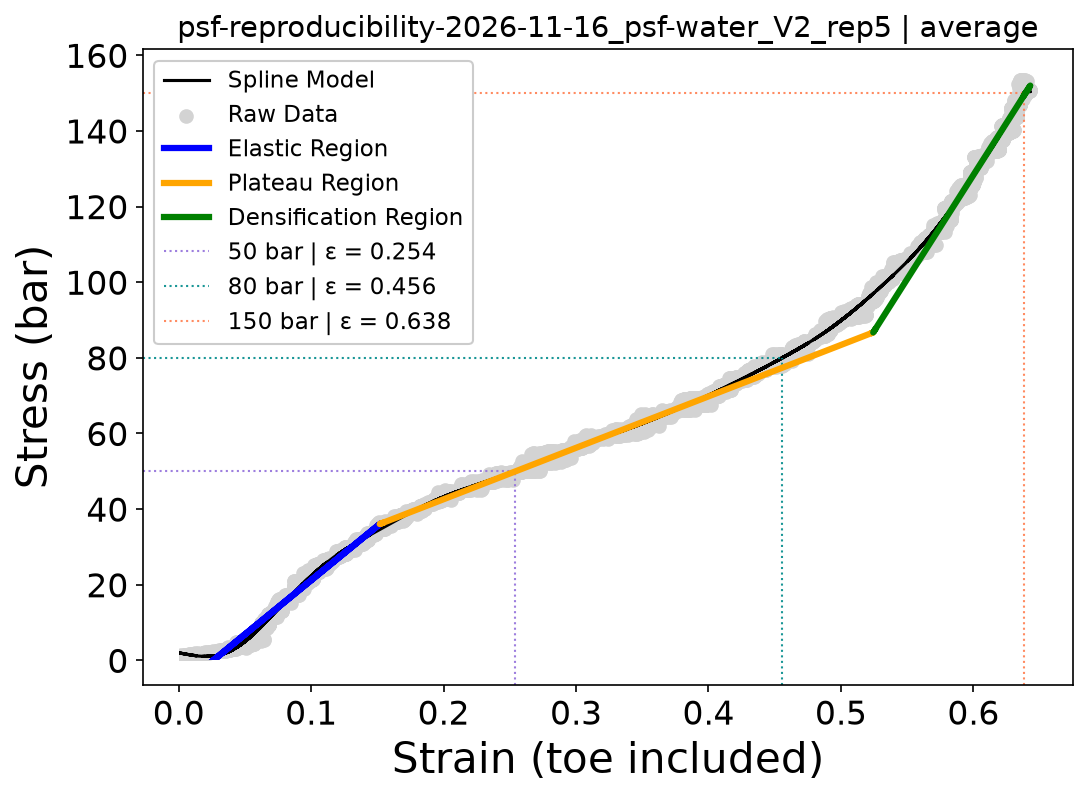 psf-reproducibility-2026-11-16_psf-water_V2_rep5 | average
160
140
120
100
80
60
40
20
0
Stress (bar)
Spline Model
Raw Data
Elastic Region
Plateau Region
Densification Region
50 bar | ε = 0.254
80 bar | ε = 0.456
150 bar | ε = 0.638
0.0 0.1 0.2 0.3 0.4 0.5 0.6
Strain (toe included)